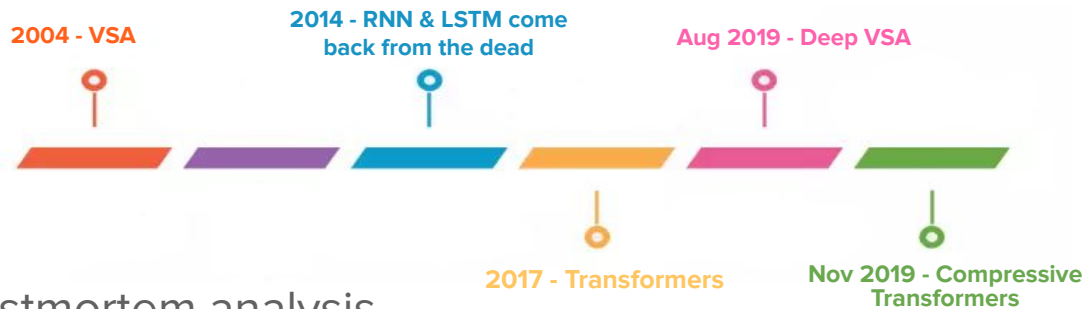 2004 - VSA
2014 - RNN & LSTM come
back from the dead
Aug 2019 - Deep VSA
2017 - Transformers
Nov 2019 - Compressive
Transformers
analysis